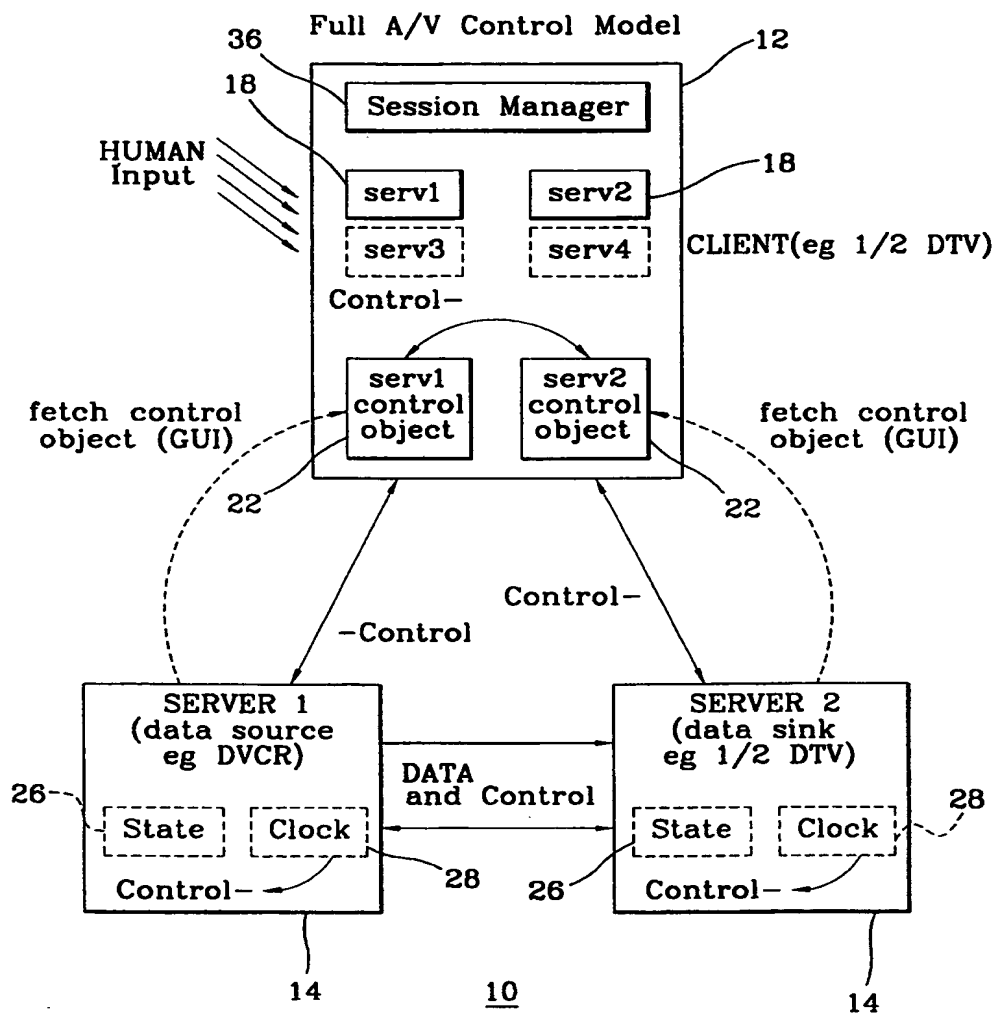 Full A/V Control Model
36
12
Session Manager
18
HUMAN
Input
serv1
serv2
18
serv3
serv4
CLIENT(eg 1/2 DTV)
Control-
serv1
control
object
serv2
control
object
fetch control
object (GUI)
fetch control
object (GUI)
22
22
Control-
-Control
SERVER 1
(data source
eg DVCR)
SERVER 2
(data sink
eg 1/2 DTV)
DATA
and Control
26
State
Clock
28
Control-
State
Clock
28
26
Control-
14
10
14